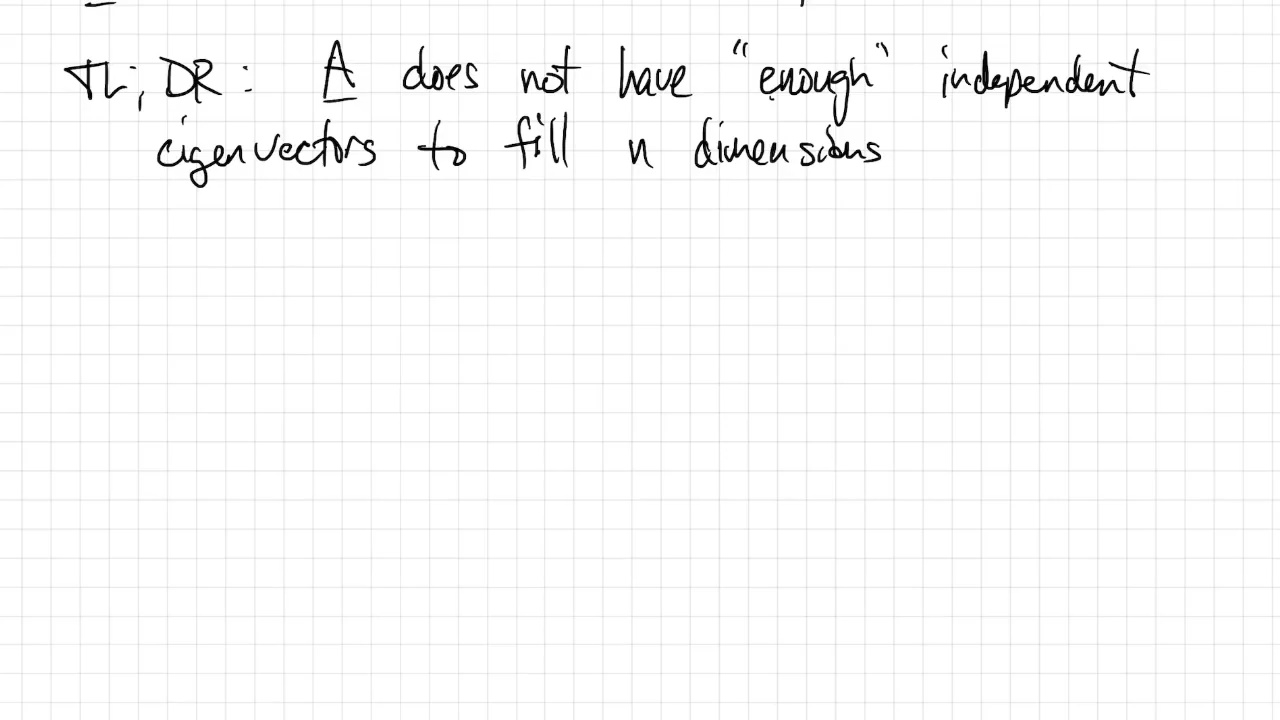 TL;DR: A does not have "enough" independent
eigenvectors to fill n dimensions